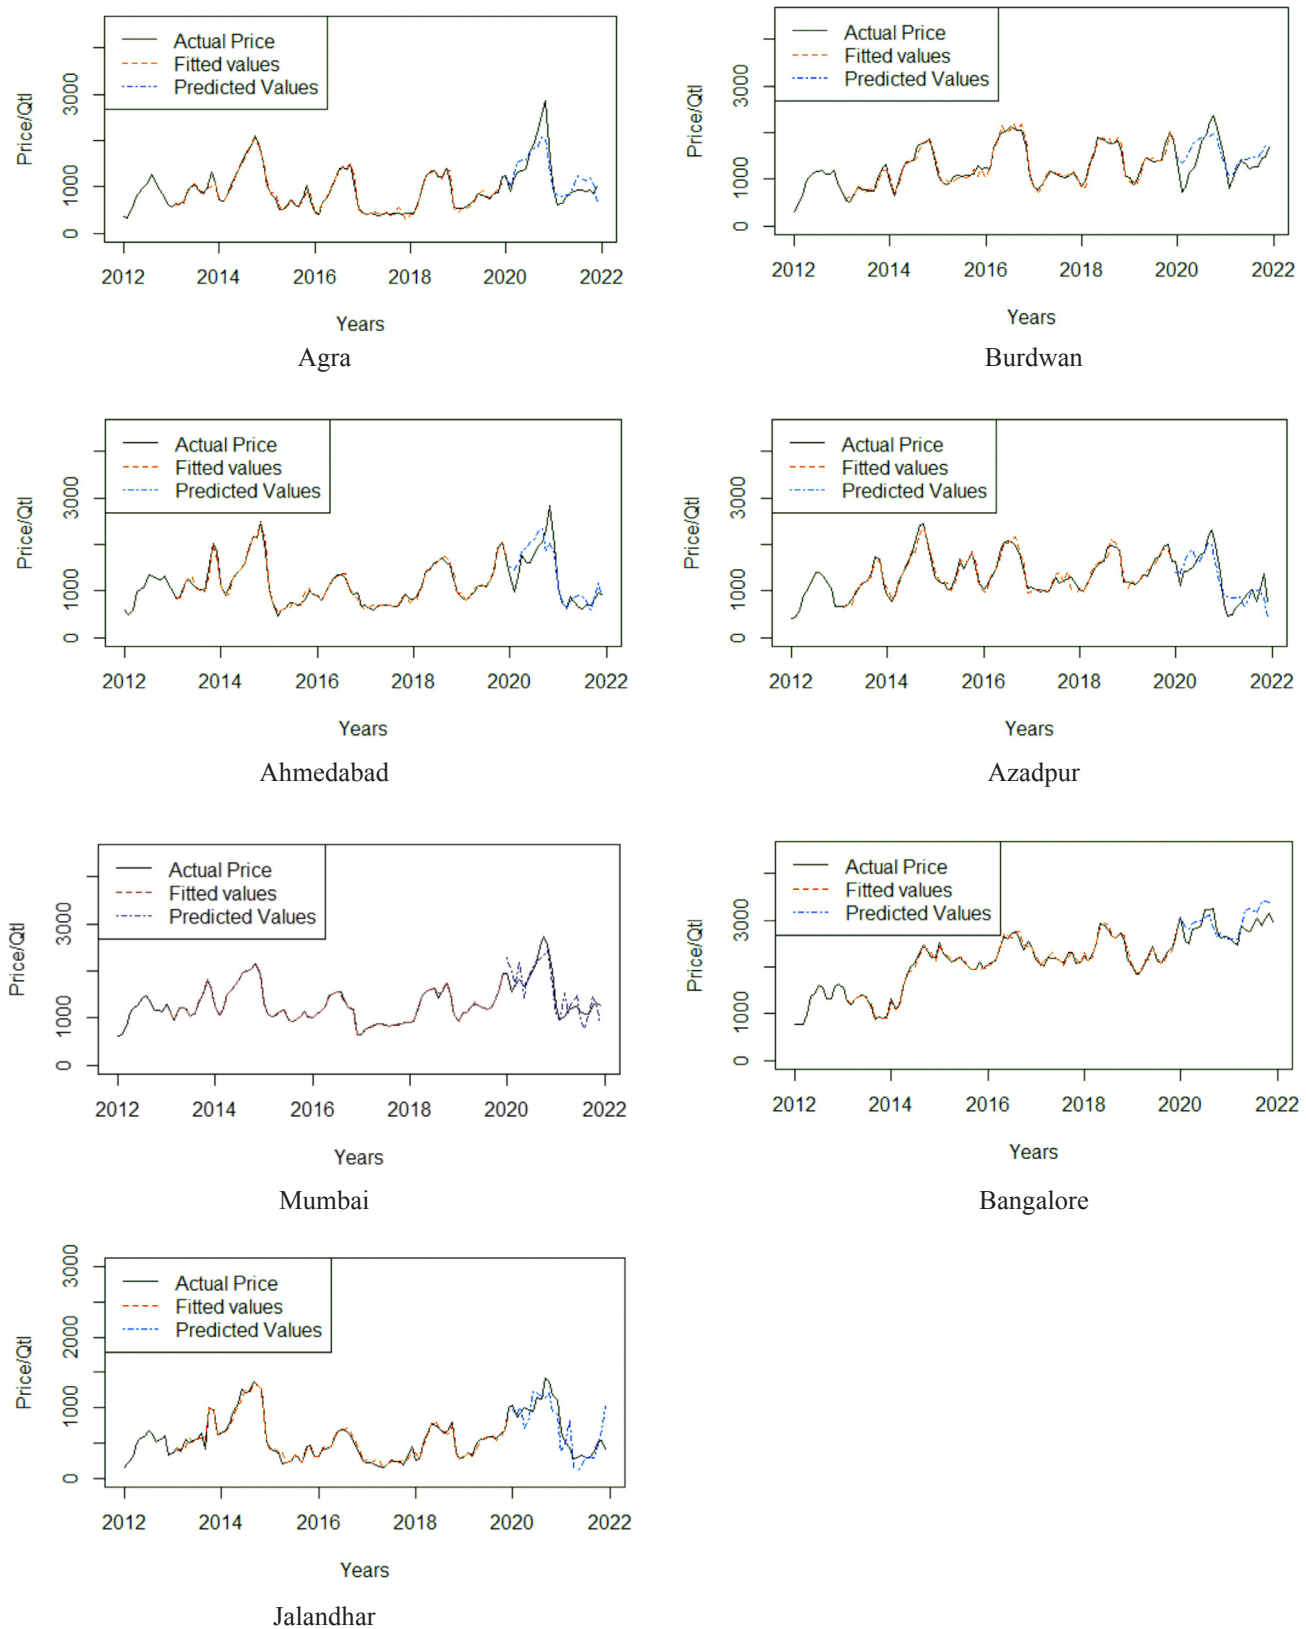 Actual Price
Fitted values
Predicted Values
Price/Qtl
0
1000
3000
2012 2014 2016 2018 2020 2022
Years
Agra
Actual Price
Fitted values
Predicted Values
Price/Qtl
0
1000
3000
2012 2014 2016 2018 2020 2022
Years
Burdwan
Actual Price
Fitted values
Predicted Values
Price/Qtl
0
1000
3000
2012 2014 2016 2018 2020 2022
Years
Ahmedabad
Actual Price
Fitted values
Predicted Values
Price/Qtl
0
1000
3000
2012 2014 2016 2018 2020 2022
Years
Azadpur
Actual Price
Fitted values
Predicted Values
Price/Qtl
0
1000
3000
2012 2014 2016 2018 2020 2022
Years
Mumbai
Actual Price
Fitted values
Predicted Values
Price/Qtl
0
1000
3000
2012 2014 2016 2018 2020 2022
Years
Bangalore
Actual Price
Fitted values
Predicted Values
Price/Qtl
0
1000
2000
3000
2012 2014 2016 2018 2020 2022
Years
Jalandhar